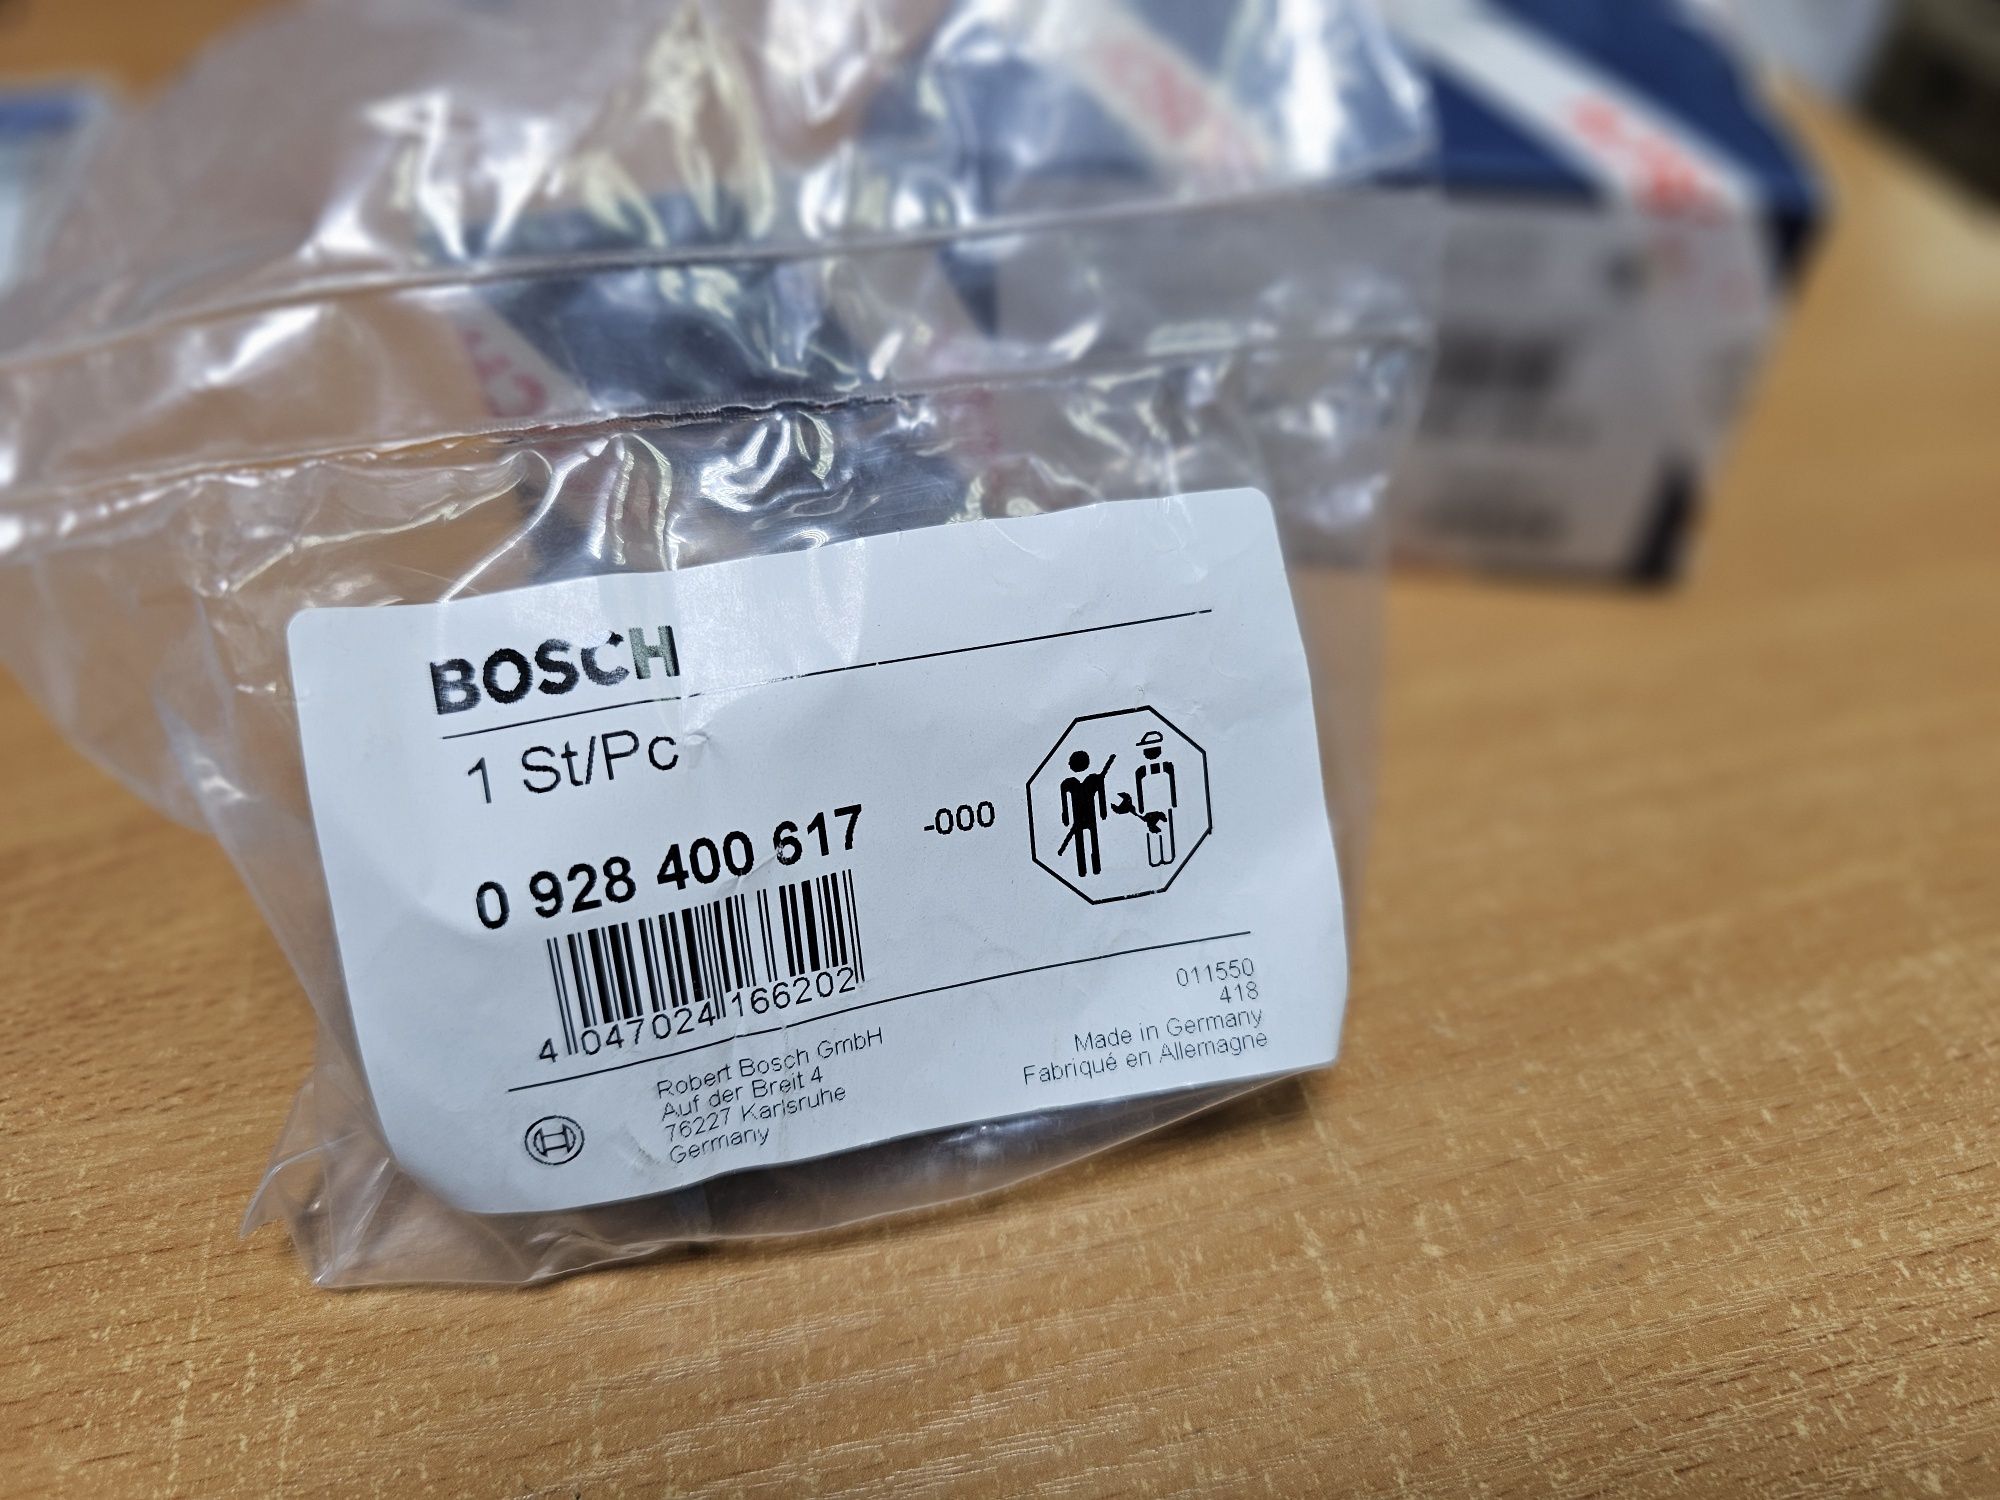 BOSCH
1 St/Pc
0 928 400 617 -000
4 047024 166202
011550
418
Made in Germany
Fabriqué en Allemagne
Robert Bosch GmbH
Auf der Breit 4
76227 Karlsruhe
Germany